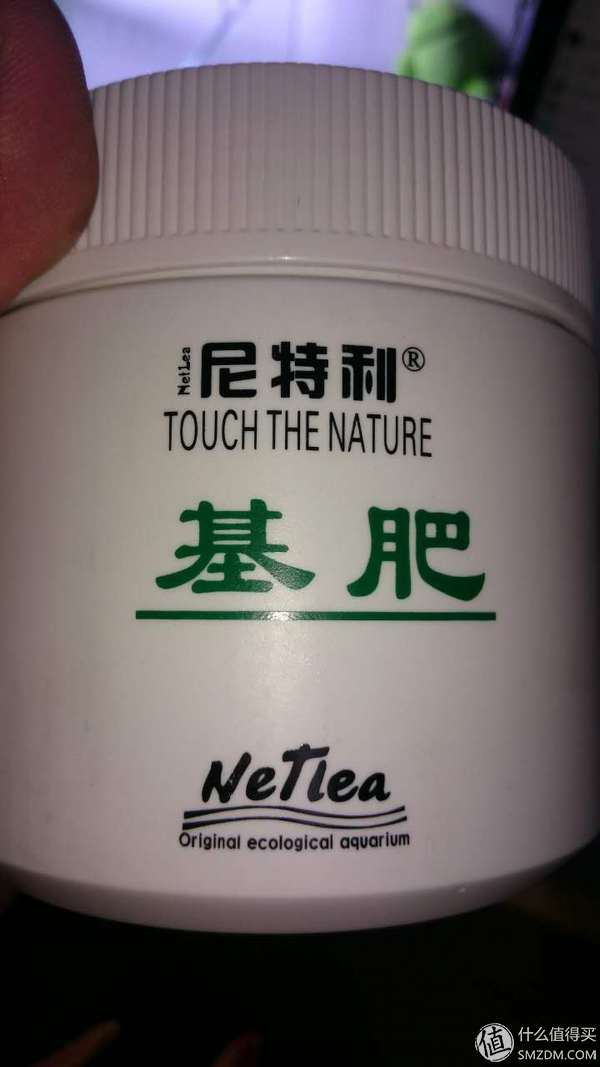 NetLea 尼特利®
TOUCH THE NATURE
基肥
NeTlea
Original ecological aquarium
值 什么值得买
SMZDM.COM